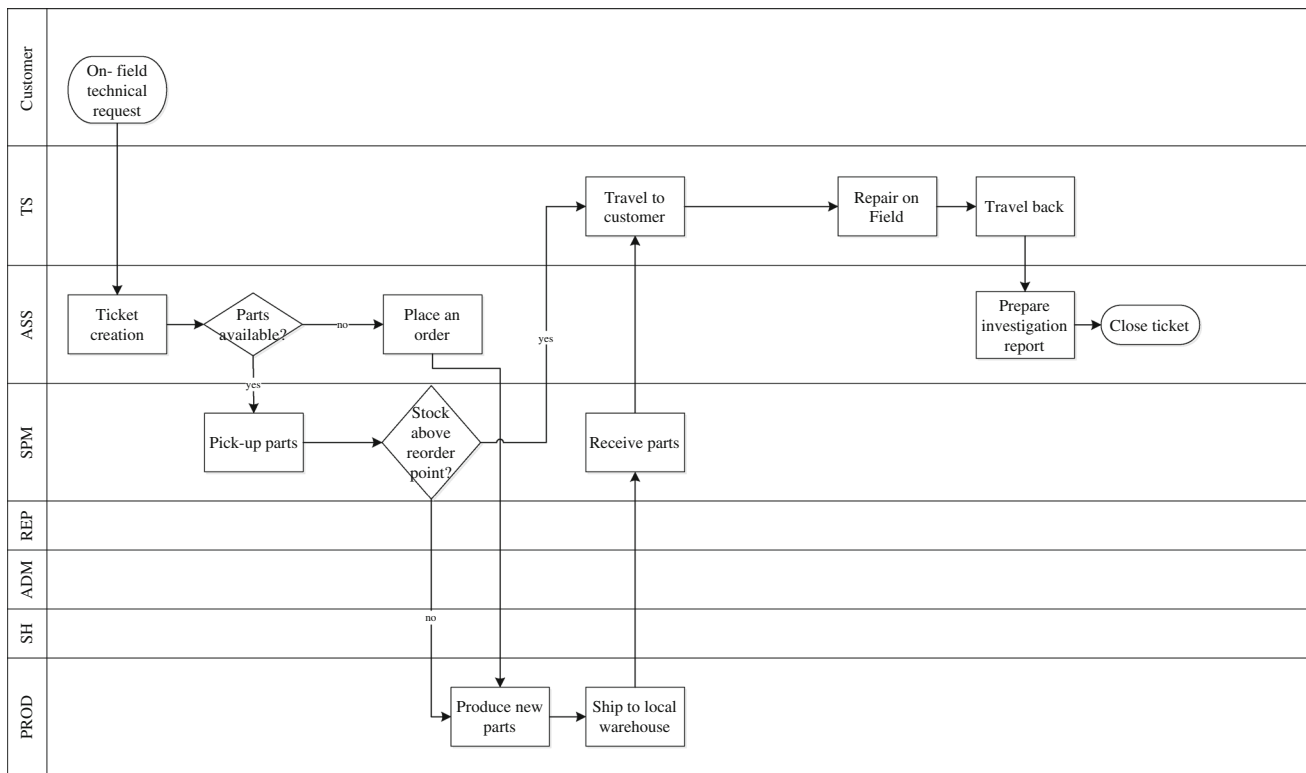 Customer
On- field
technical
request
TS
Travel to
customer
Repair on
Field
Travel back
ASS
Ticket
creation
Parts
available?
no
Place an
order
yes
Prepare
investigation
report
Close ticket
yes
SPM
Pick-up parts
Stock
above
reorder
point?
Receive parts
REP
ADM
SH
no
PROD
Produce new
parts
Ship to local
warehouse